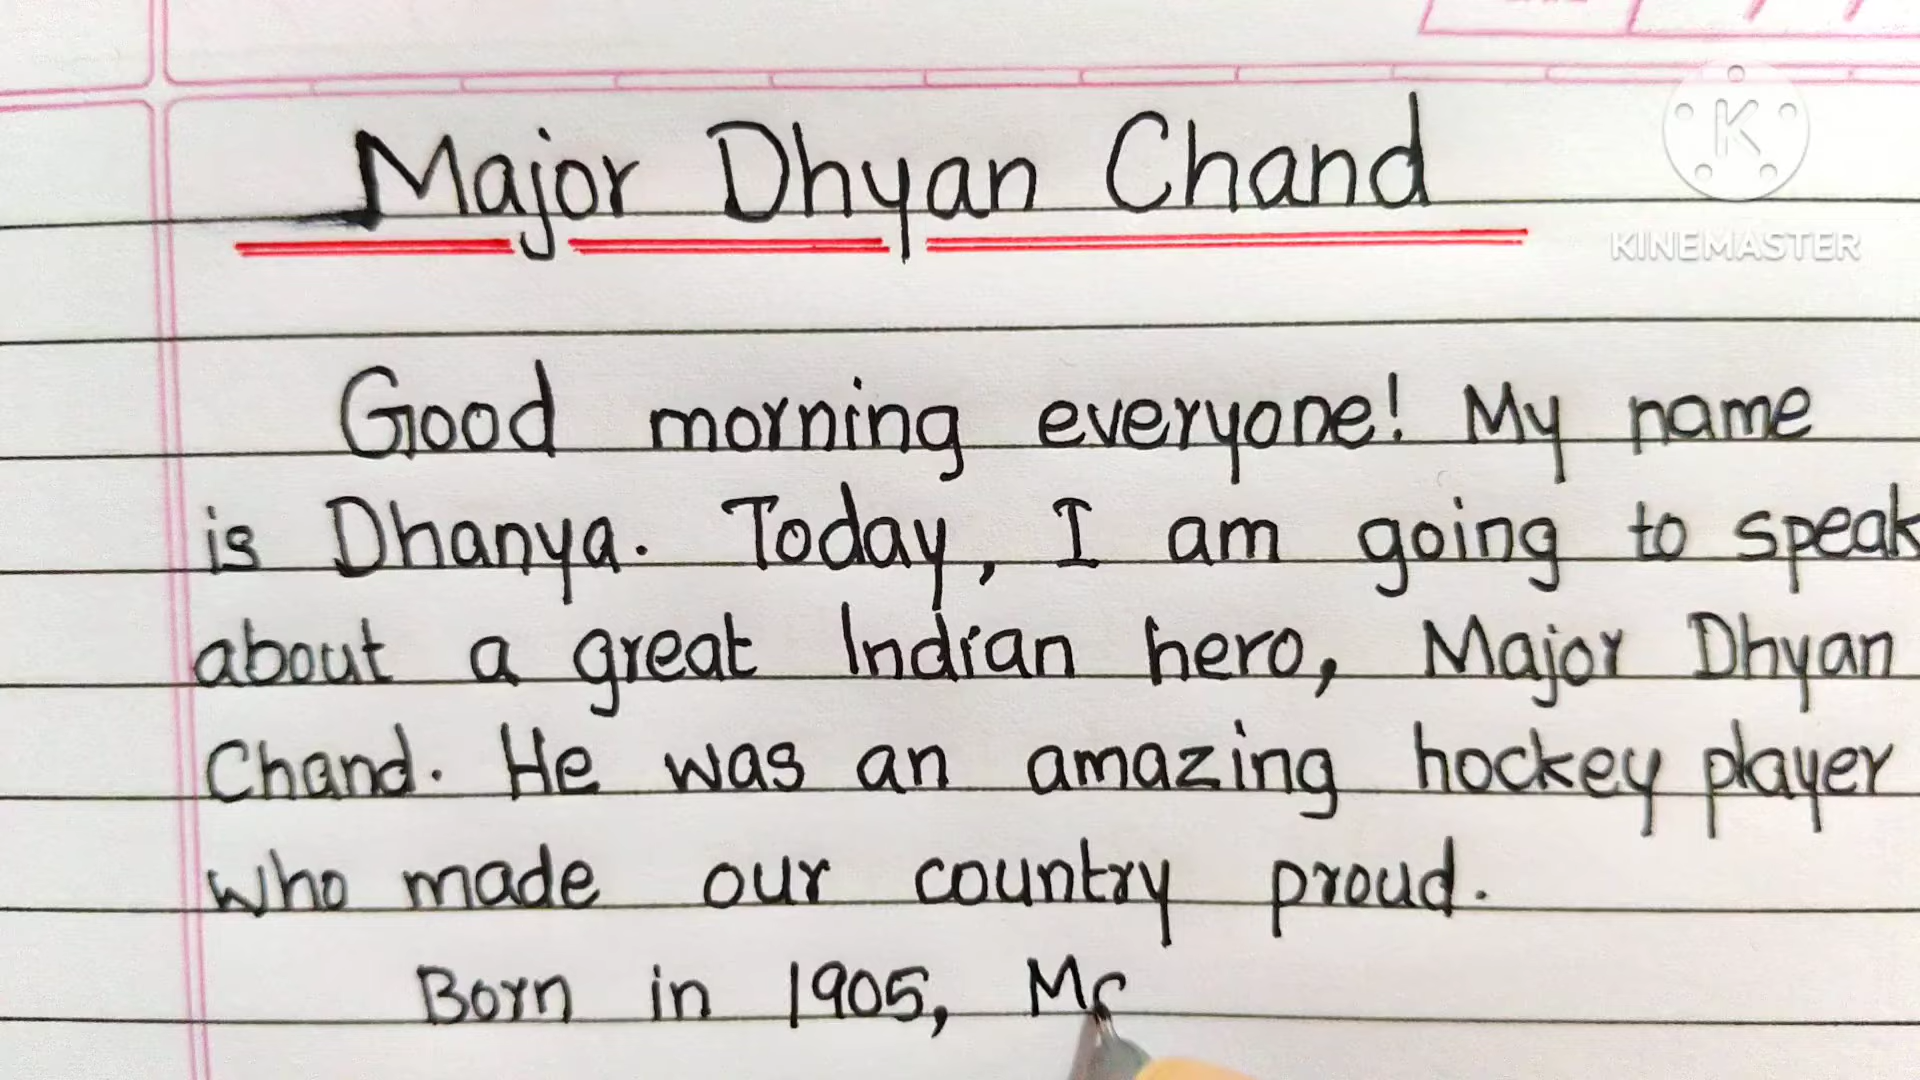 Major Dhyan Chand
K
KINEMASTER
Good morning everyone! My name
is Dhanya. Today, I am going to speak
about a great Indian hero, Major Dhyan
Chand. He was an amazing hockey player
who made our country proud.
Born in 1905,